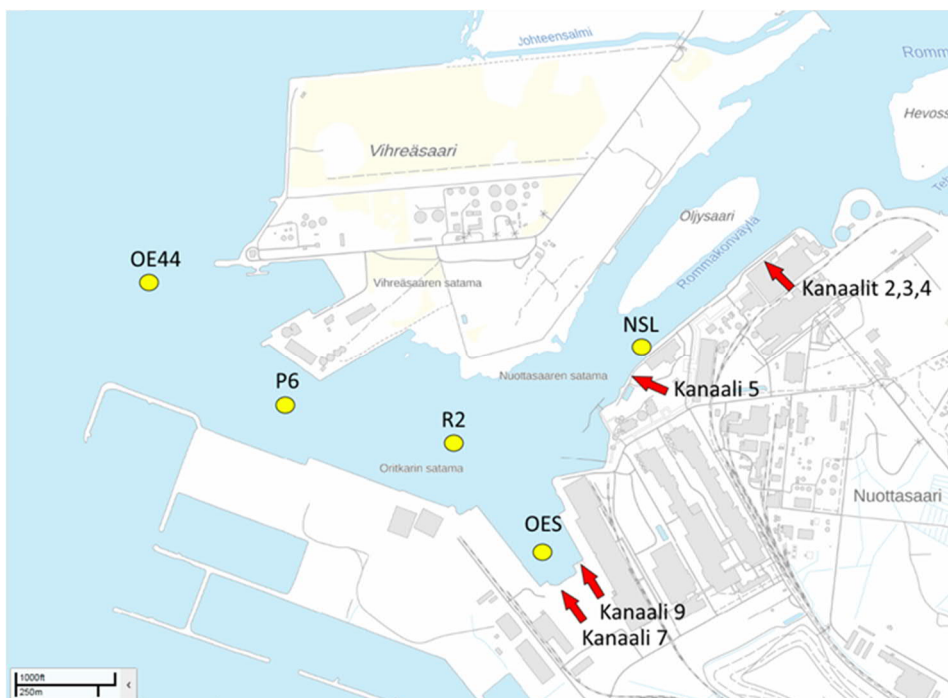 Johteensalmi
Romm
Hevoss
Teh
Vihreäsaari
Öljysaari
Rommakonväylä
OE44
Vihreäsaaren satama
Kanaalit 2,3,4
NSL
P6
Nuottasaaren satama
Kanaali 5
R2
Oritkarin satama
Nuottasaari
OES
Kanaali 9
Kanaali 7
1000ft
250m